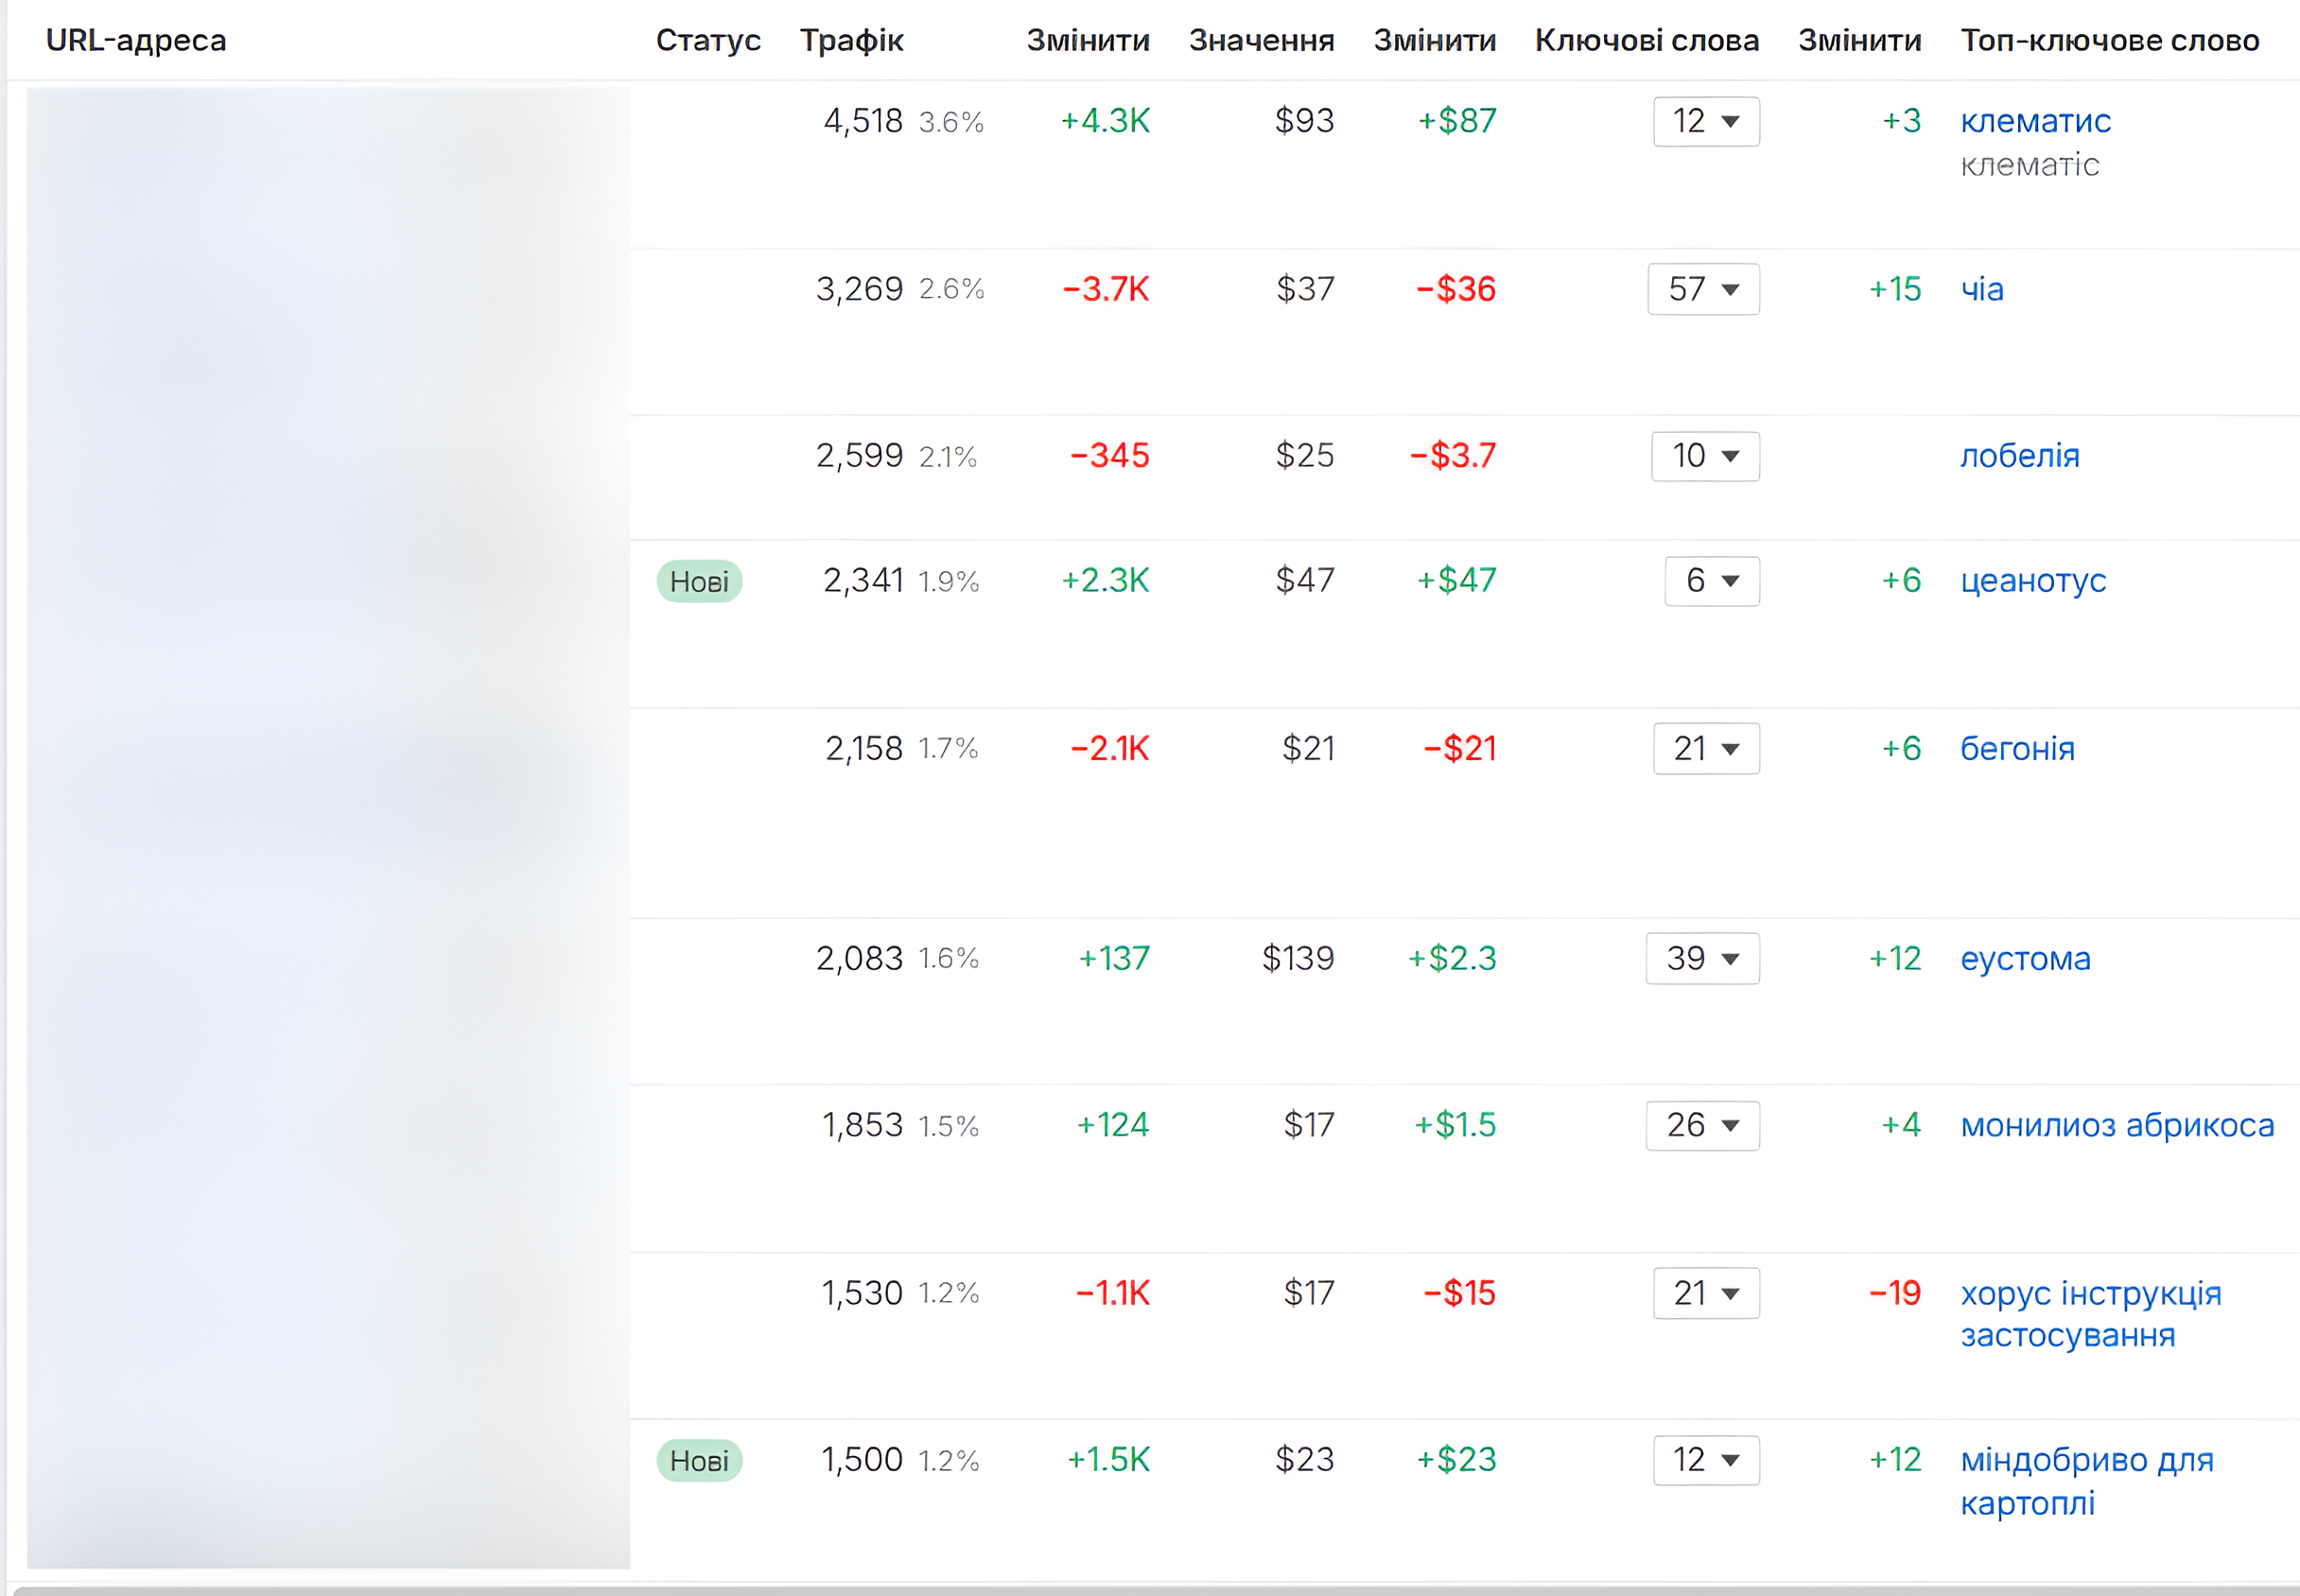 URL-адреса Статус Трафік Змінити Значення Змінити Ключові слова Змінити Топ-ключове слово
4,518 3.6% +4.3K $93 +$87 12 +3 клематис
клематіс
3,269 2.6% −3.7K $37 −$36 57 +15 чіа
2,599 2.1% −345 $25 −$3.7 10 лобелія
Нові 2,341 1.9% +2.3K $47 +$47 6 +6 цеанотус
2,158 1.7% −2.1K $21 −$21 21 +6 бегонія
2,083 1.6% +137 $139 +$2.3 39 +12 еустома
1,853 1.5% +124 $17 +$1.5 26 +4 монилиоз абрикоса
1,530 1.2% −1.1K $17 −$15 21 −19 хорус інструкція
застосування
Нові 1,500 1.2% +1.5K $23 +$23 12 +12 міндобриво для
картоплі